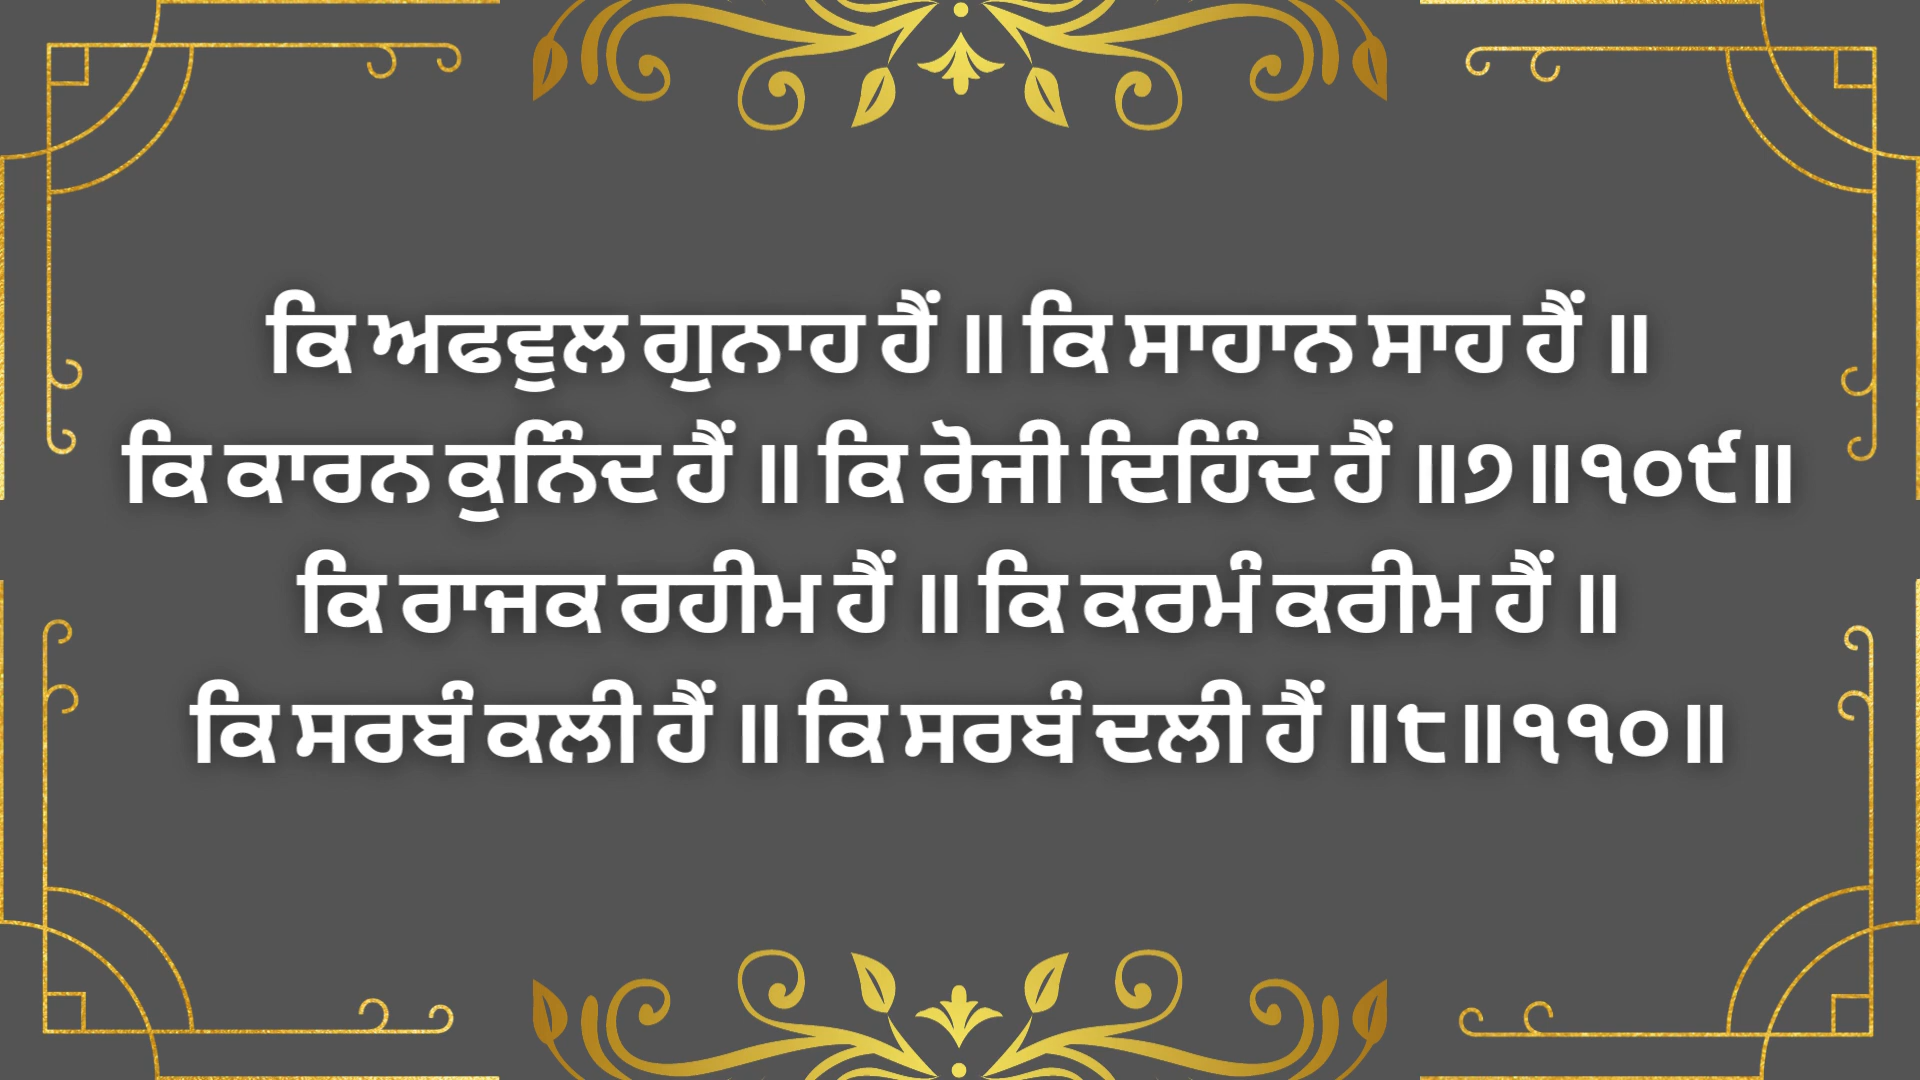 ਕਿ ਅਫਵੁਲ ਗੁਨਾਹ ਹੈਂ ॥ ਕਿ ਸਾਹਾਨ ਸਾਹ ਹੈਂ ॥
ਕਿ ਕਾਰਨ ਕੁਨਿੰਦ ਹੈਂ ॥ ਕਿ ਰੋਜੀ ਦਿਹਿੰਦ ਹੈਂ ॥੭॥੧੦੯॥
ਕਿ ਰਾਜਕ ਰਹੀਮ ਹੈਂ ॥ ਕਿ ਕਰਮੰ ਕਰੀਮ ਹੈਂ ॥
ਕਿ ਸਰਬੰ ਕਲੀ ਹੈਂ ॥ ਕਿ ਸਰਬੰ ਦਲੀ ਹੈਂ ॥੮॥੧੧੦॥